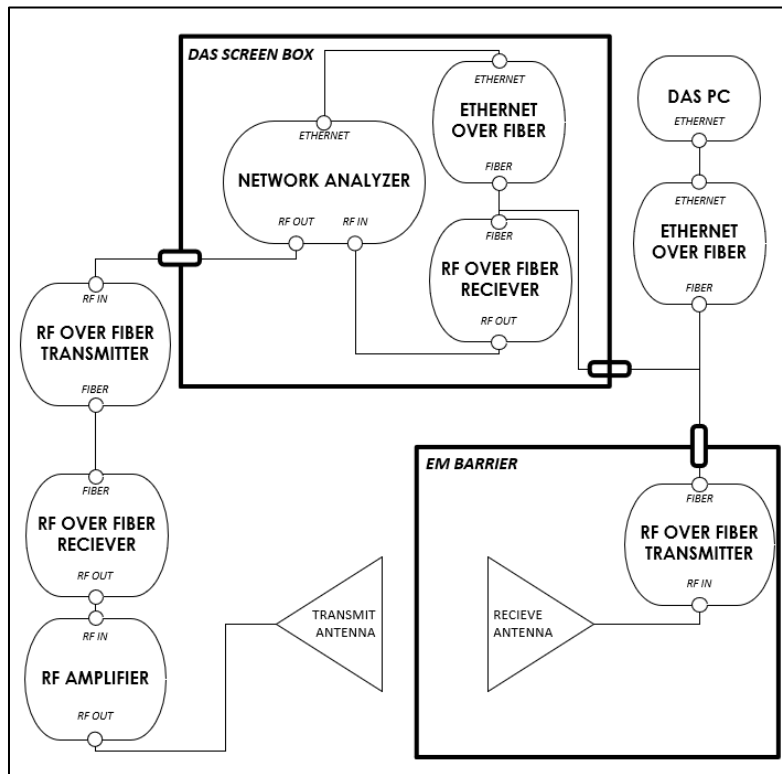 DAS SCREEN BOX
ETHERNET
ETHERNET
OVER FIBER
FIBER
ETHERNET
NETWORK ANALYZER
RF OUT
RF IN
FIBER
RF OVER FIBER
RECIEVER
RF OUT
DAS PC
ETHERNET
ETHERNET
ETHERNET
OVER FIBER
FIBER
RF IN
RF OVER FIBER
TRANSMITTER
FIBER
FIBER
RF OVER FIBER
RECIEVER
RF OUT
RF IN
RF AMPLIFIER
RF OUT
TRANSMIT
ANTENNA
EM BARRIER
RECIEVE
ANTENNA
FIBER
RF OVER FIBER
TRANSMITTER
RF IN